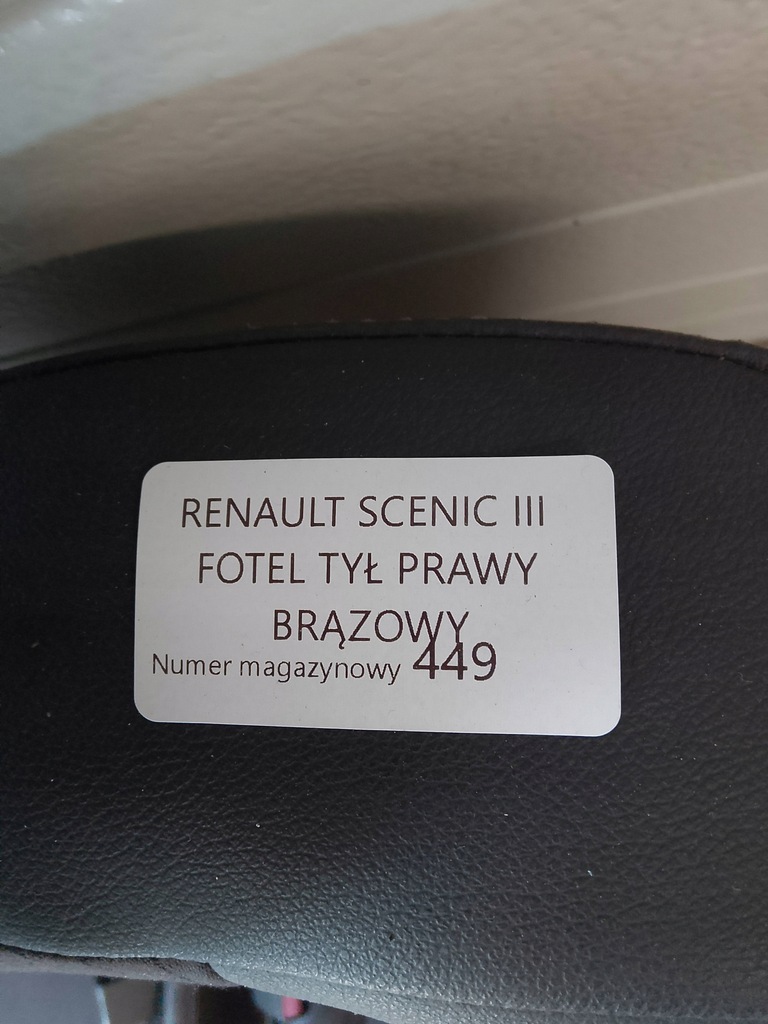 RENAULT SCENIC III
FOTEL TYŁ PRAWY
BRĄZOWY
Numer magazynowy 449